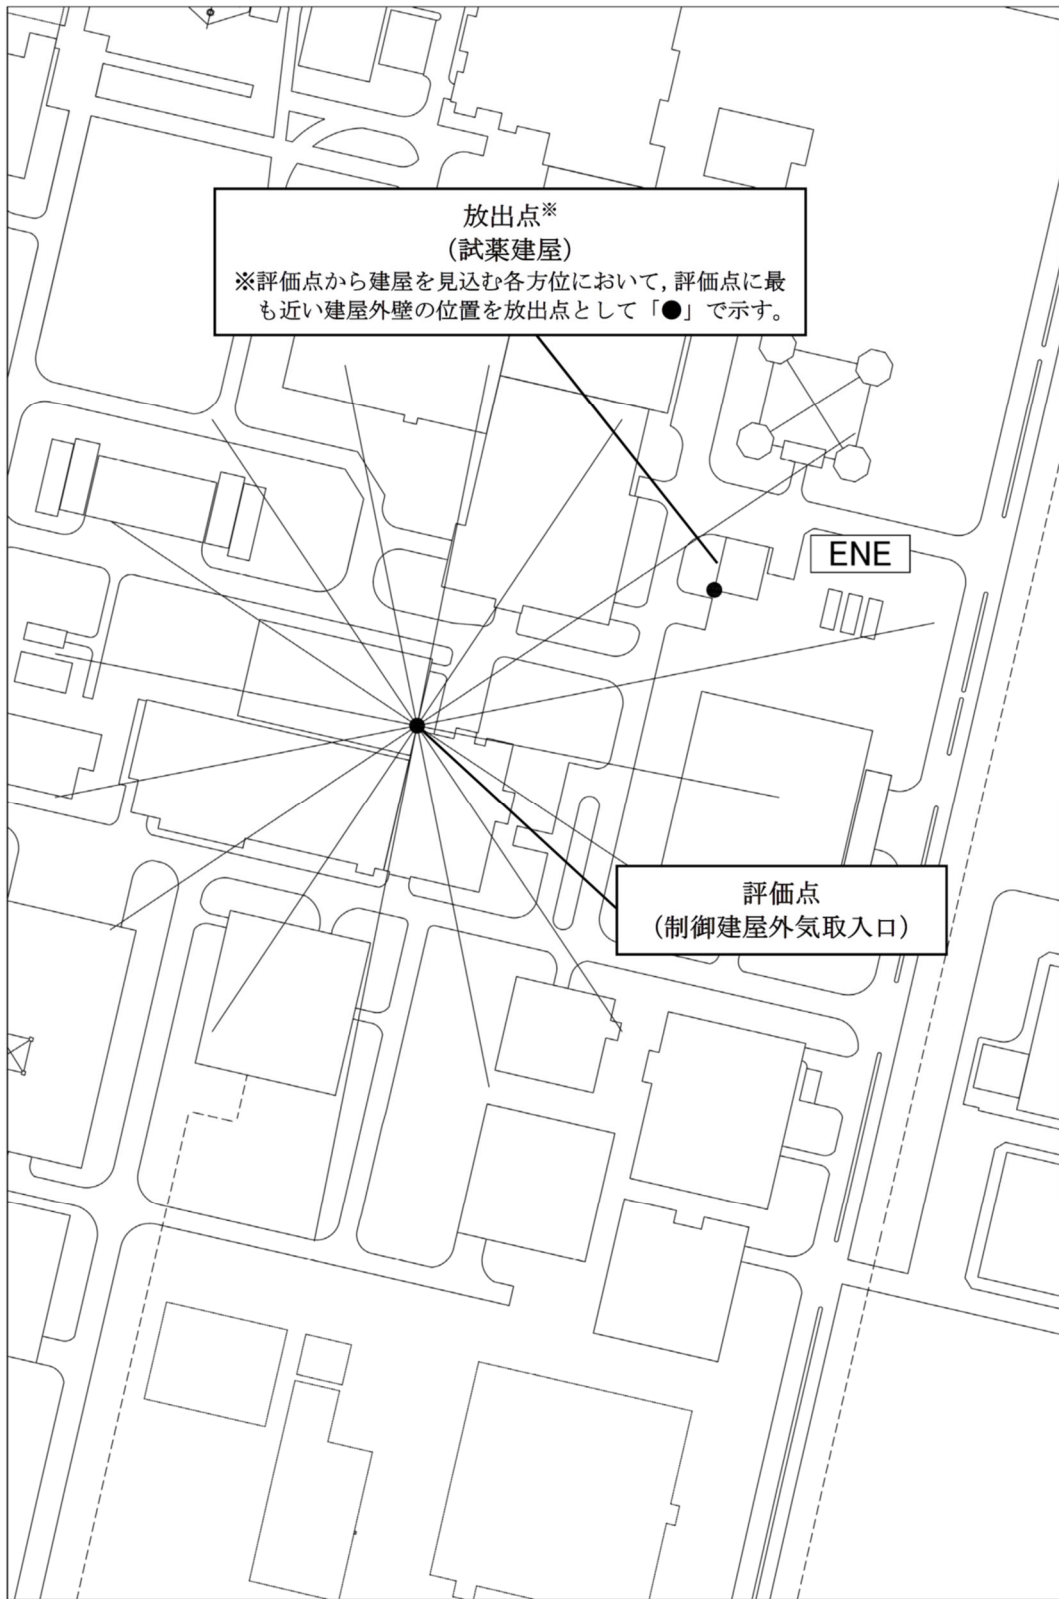 放出点※
(試薬建屋)
※評価点から建屋を見込む各方位において,評価点に最
も近い建屋外壁の位置を放出点として「●」で示す。
ENE
評価点
(制御建屋外気取入口)